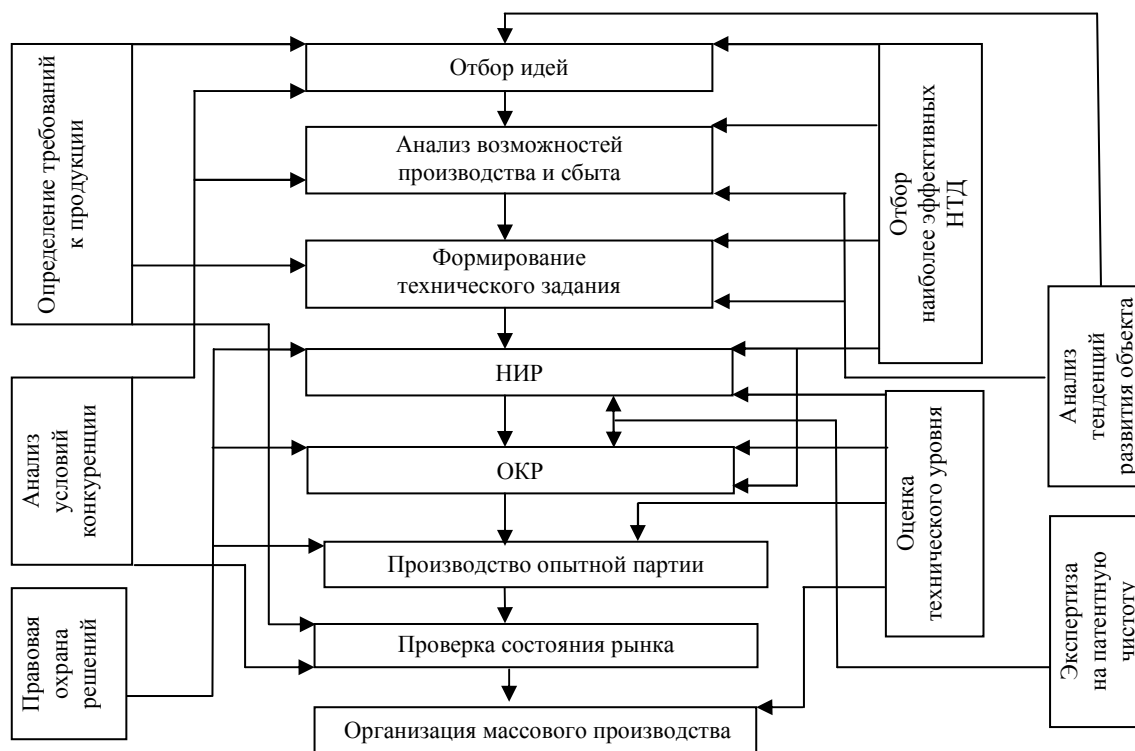 Определение требований
к продукции
Анализ
условий
конкуренции
Правовая
охрана
решений
Отбор идей
Анализ возможностей
производства и сбыта
Формирование
технического задания
НИР
ОКР
Производство опытной партии
Проверка состояния рынка
Организация массового производства
Отбор
наиболее эффективных
НТД
Оценка
технического уровня
Анализ
тенденций
развития объекта
Экспертиза
на патентную
чистоту